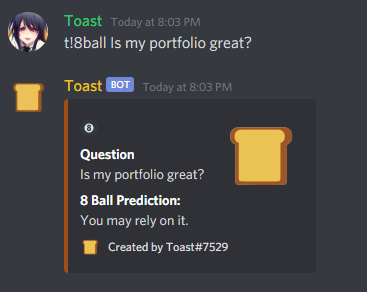 Toast Today at 8:03 PM
t!8ball Is my portfolio great?
Toast BOT Today at 8:03 PM
8
Question
Is my portfolio great?
8 Ball Prediction:
You may rely on it.
Created by Toast#7529